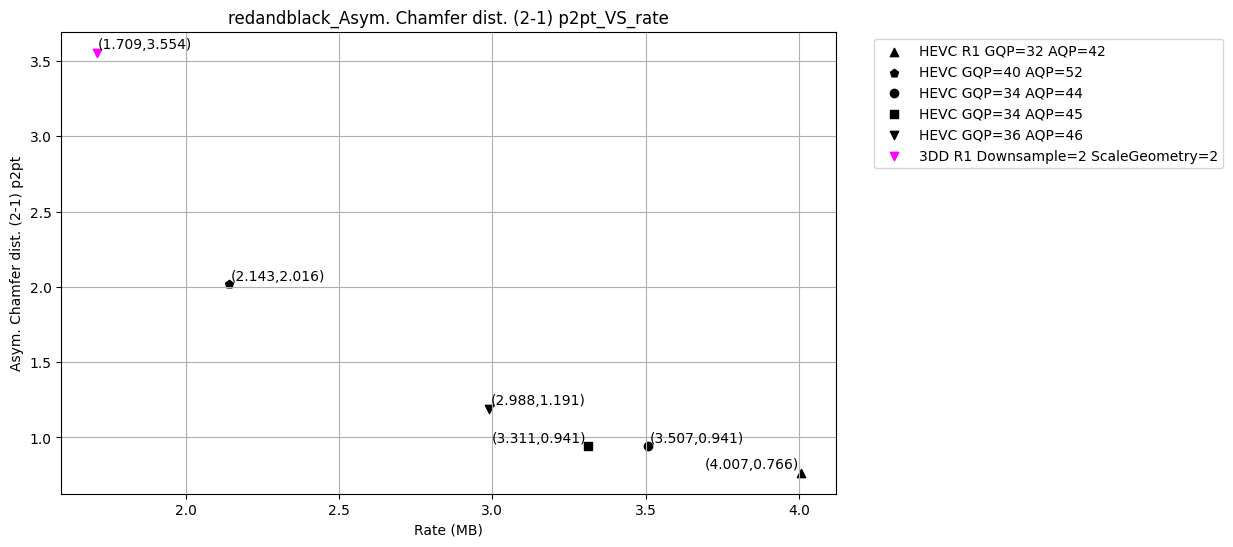 redandblack_Asym. Chamfer dist. (2-1) p2pt_VS_rate
(1.709,3.554)
(2.143,2.016)
(2.988,1.191)
(3.311,0.941)
(3.507,0.941)
(4.007,0.766)
3.5
3.0
2.5
2.0
1.5
1.0
Asym. Chamfer dist. (2-1) p2pt
2.0
2.5
3.0
3.5
4.0
Rate (MB)
HEVC R1 GQP=32 AQP=42
HEVC GQP=40 AQP=52
HEVC GQP=34 AQP=44
HEVC GQP=34 AQP=45
HEVC GQP=36 AQP=46
3DD R1 Downsample=2 ScaleGeometry=2